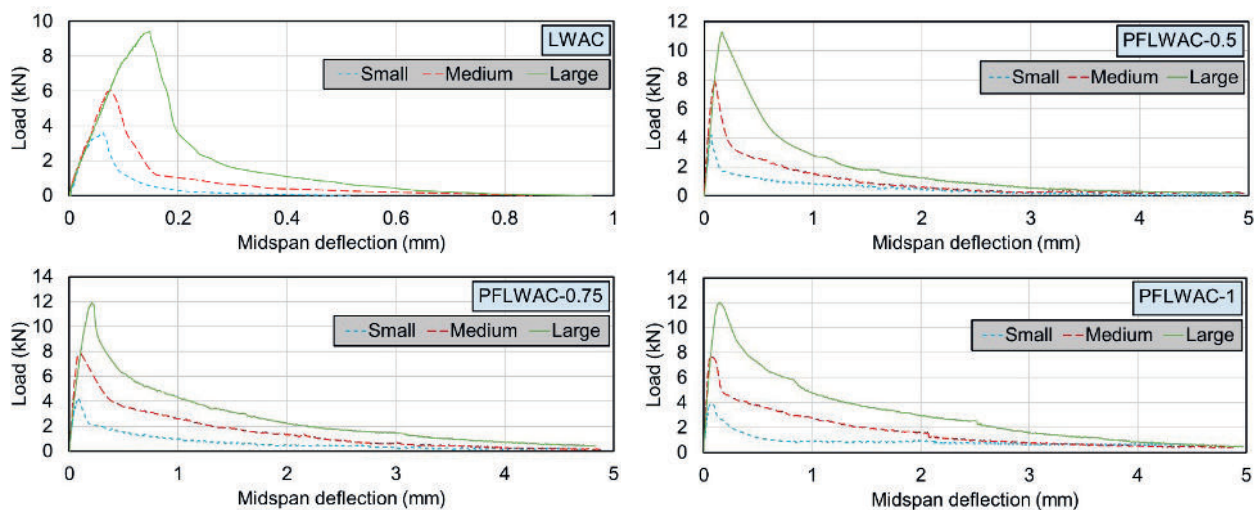 LWAC
Small Medium Large
Load (kN)
10
8
6
4
2
0
0 0.2 0.4 0.6 0.8 1
Midspan deflection (mm)
PFLWAC-0.5
Small Medium Large
Load (kN)
12
10
8
6
4
2
0
0 1 2 3 4 5
Midspan deflection (mm)
PFLWAC-0.75
Small Medium Large
Load (kN)
14
12
10
8
6
4
2
0
0 1 2 3 4 5
Midspan deflection (mm)
PFLWAC-1
Small Medium Large
Load (kN)
14
12
10
8
6
4
2
0
0 1 2 3 4 5
Midspan deflection (mm)